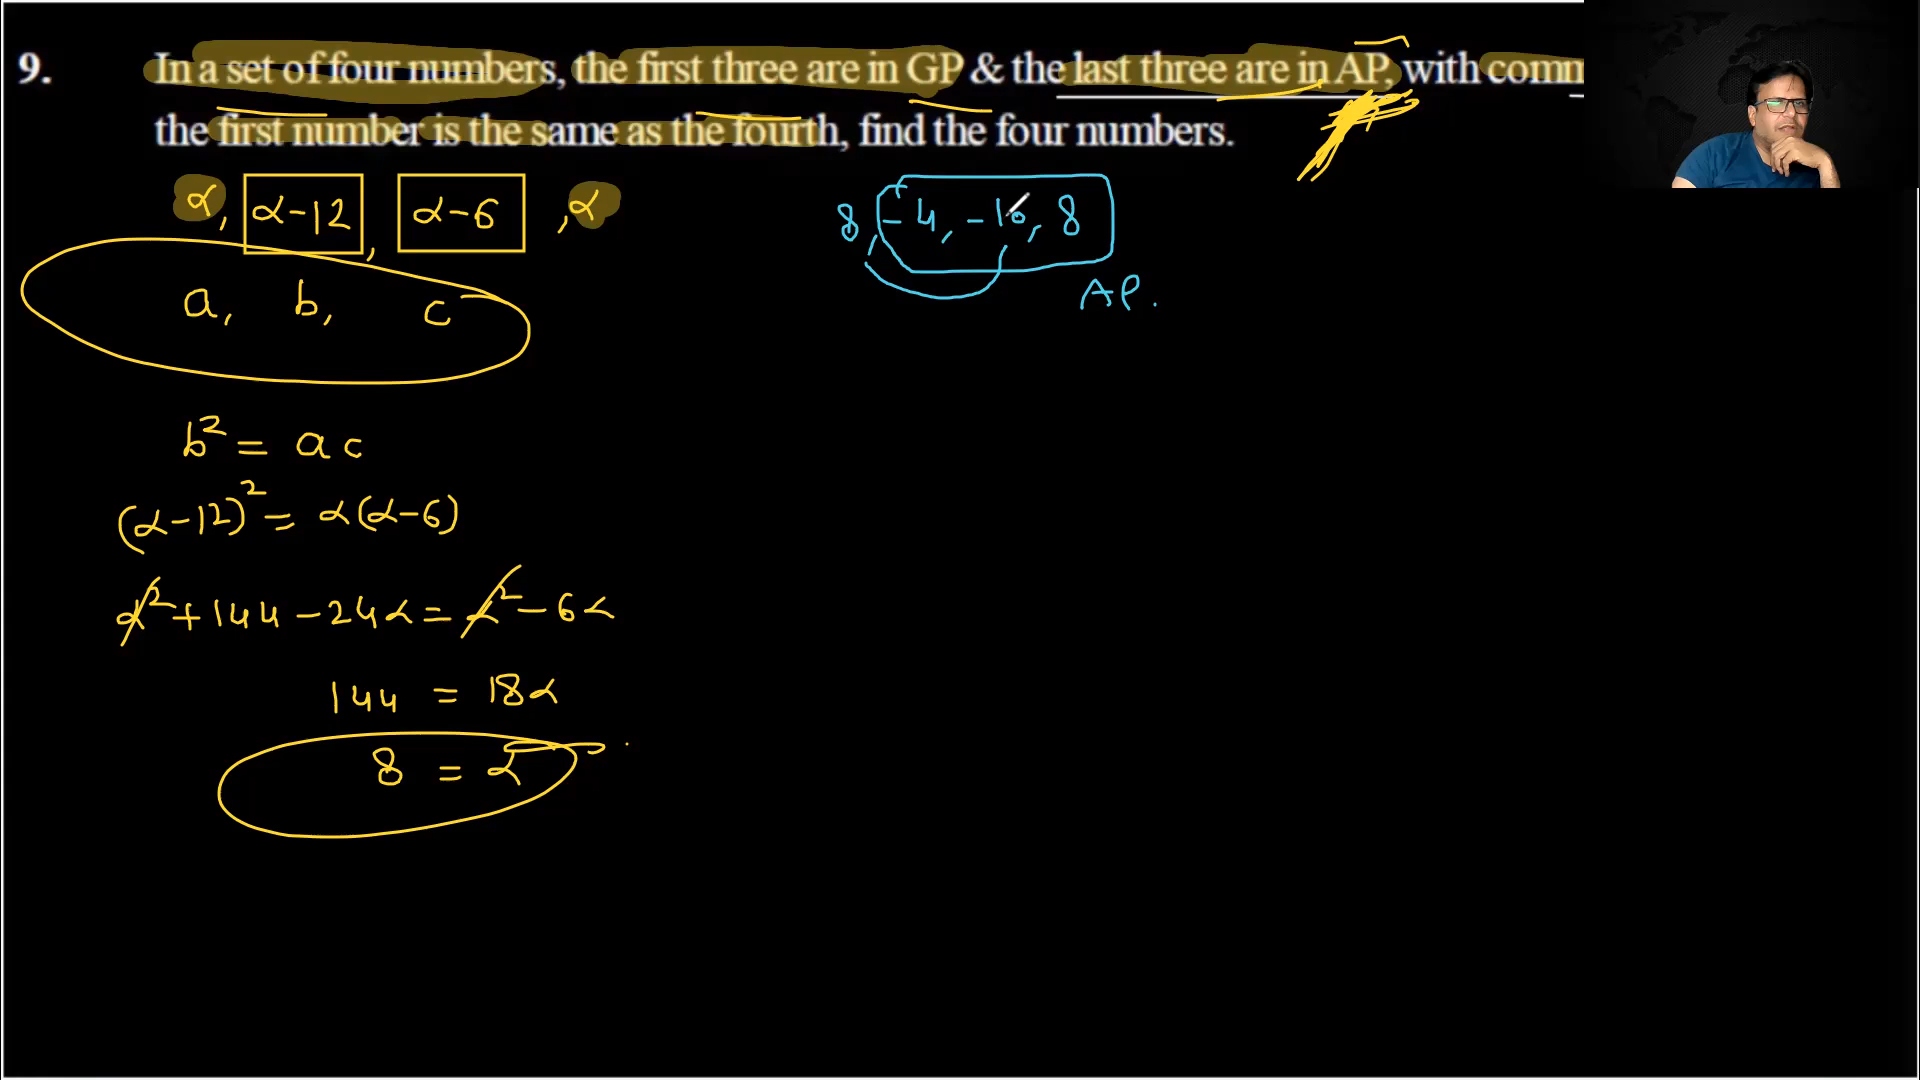 9. In a set of four numbers, the first three are in GP & the last three are in AP, with comm
the first number is the same as the fourth, find the four numbers.
α, α-12, α-6, α
8, -4, -10, 8
a, b, c
AP.
b² = ac
(α-12)² = α(α-6)
α²+144-24α = α²-6α
144 = 18α
8 = α